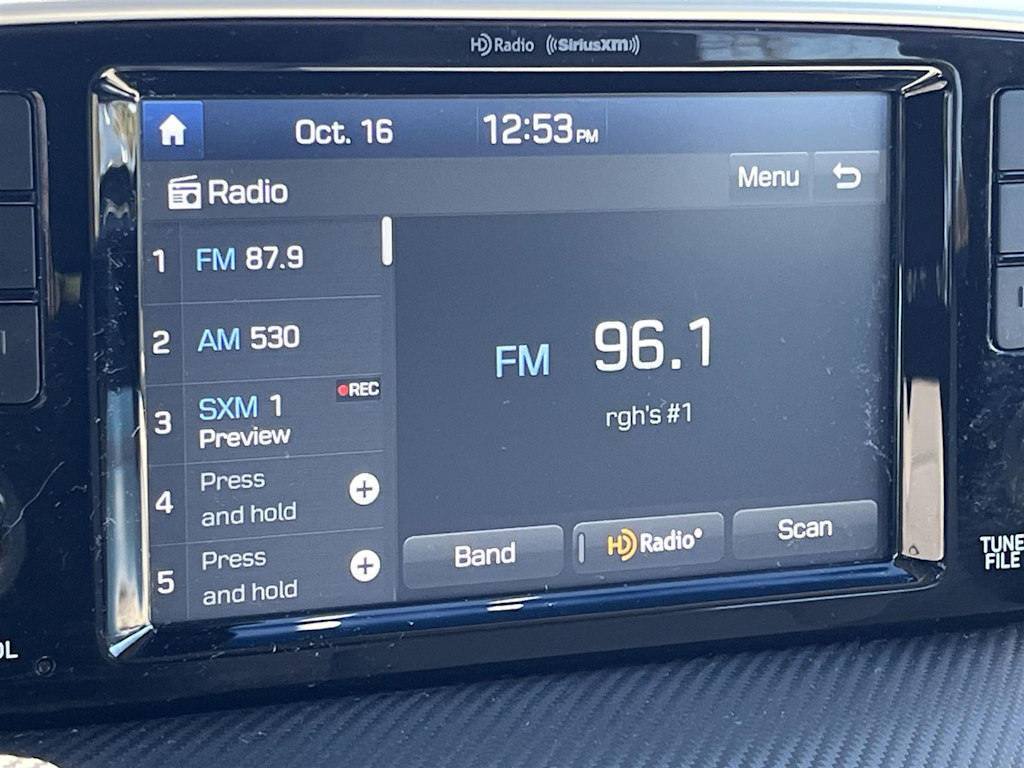 HD Radio ((SiriusXM))
Oct. 16 12:53 PM
Radio
Menu
1 FM 87.9
2 AM 530
REC
3 SXM 1
Preview
4 Press
and hold
5 Press
and hold
FM 96.1
rgh's #1
Band
HD Radio®
Scan
TUNE
FILE
OL